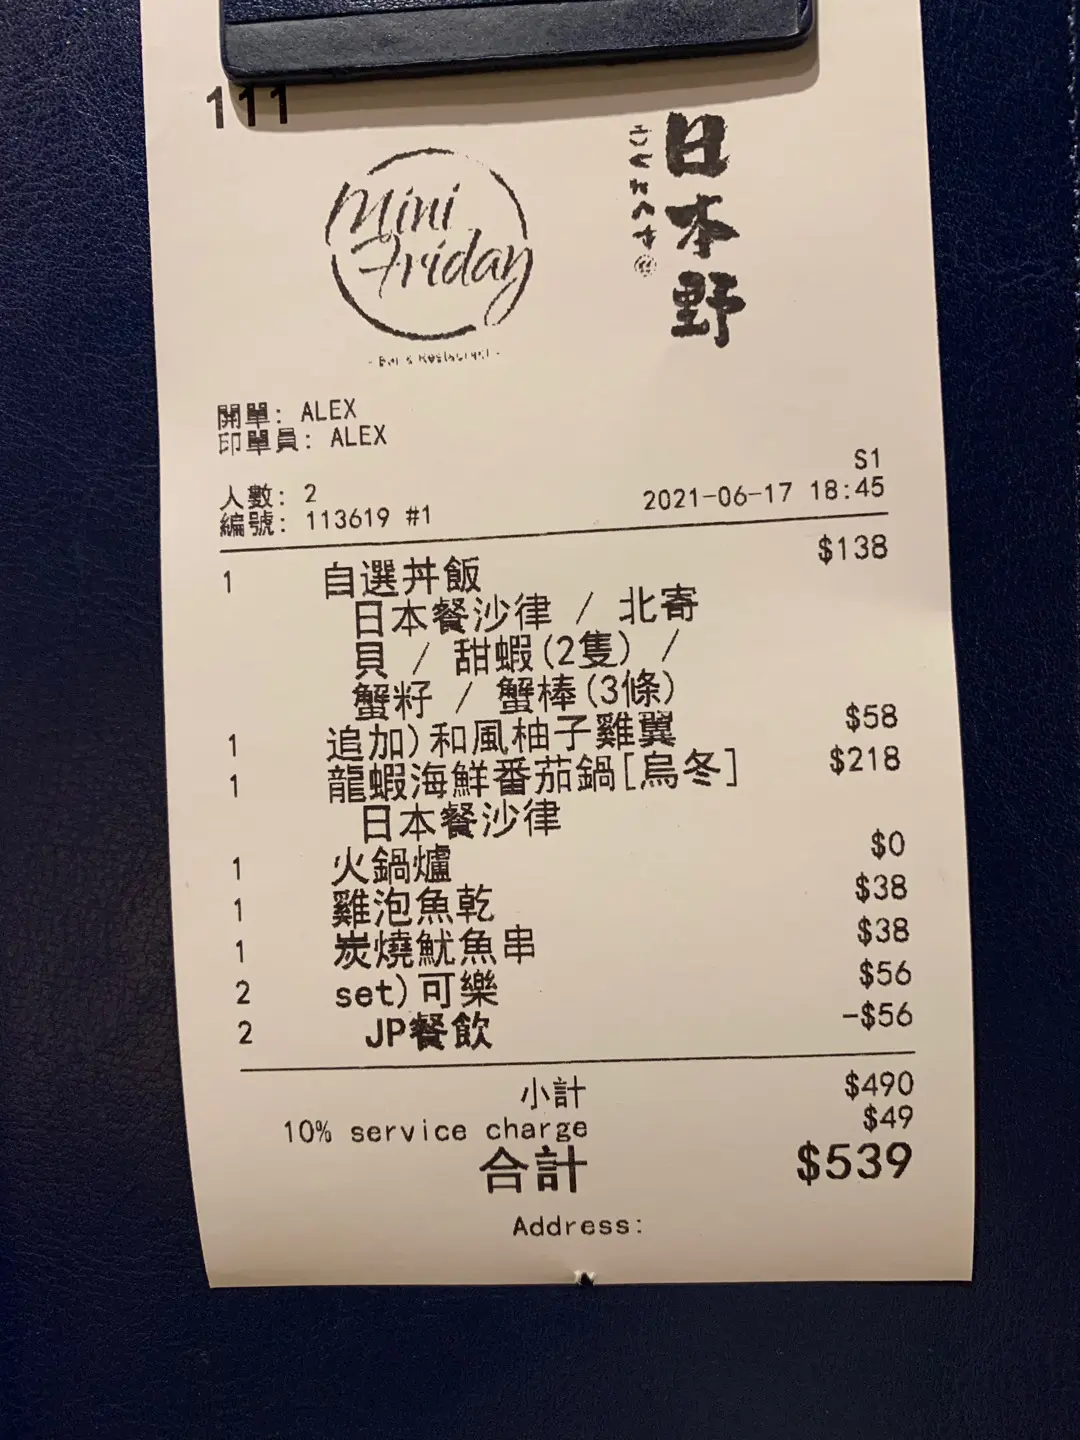 111
Mini
Friday
- Bar & Restaurant -
日本野
開單: ALEX
印單員: ALEX
S1
人數: 2
2021-06-17 18:45
編號: 113619 #1
1 自選丼飯 $138
日本餐沙律 / 北寄
貝 / 甜蝦(2隻) /
蟹籽 / 蟹棒(3條)
1 追加)和風柚子雞翼 $58
1 龍蝦海鮮番茄鍋[烏冬] $218
日本餐沙律
1 火鍋爐 $0
1 雞泡魚乾 $38
1 炭燒魷魚串 $38
2 set)可樂 $56
2 JP餐飲 -$56
小計 $490
10% service charge $49
合計 $539
Address: